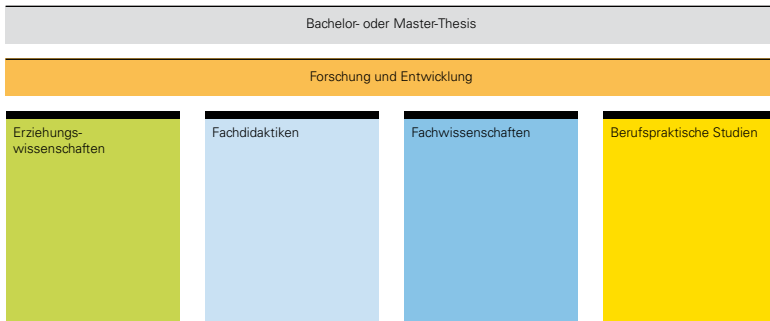 Bachelor- oder Master-Thesis
Forschung und Entwicklung
Erziehungs-
wissenschaften
Fachdidaktiken
Fachwissenschaften
Berufspraktische Studien